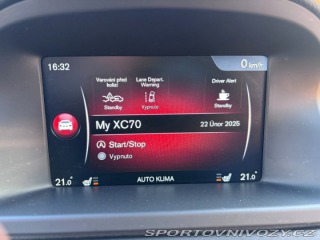 16:32
0 km/h
Varování před kolizí
Lane Depart. Warning
Driver Alert
Standby
Vypnuto
Standby
My XC70
22 Únor 2025
Start/Stop
Vypnuto
21.0°
AUTO KLIMA
21.0°
SPORTOVNIVOZY.CZ